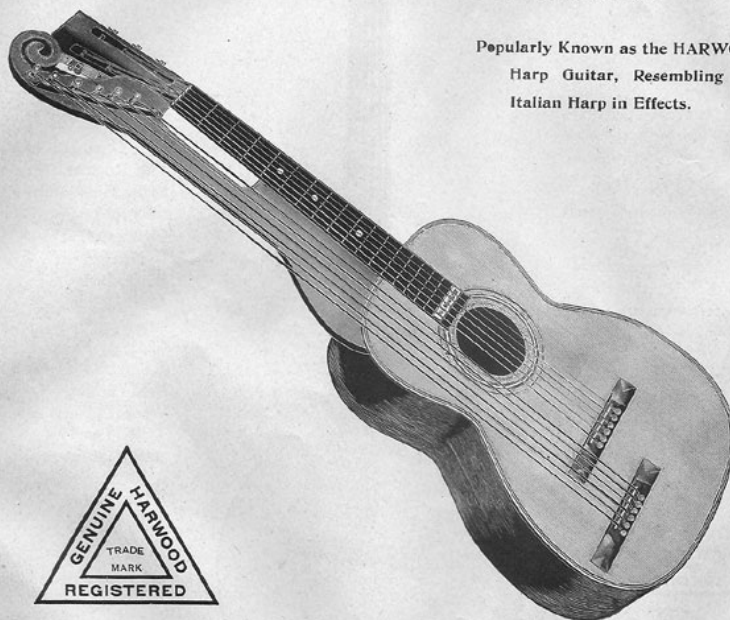 Popularly Known as the
Harp Guitar, Resembling
Italian Harp in Effects.
GENUINE HARWOOD
REGISTERED
TRADE
MARK